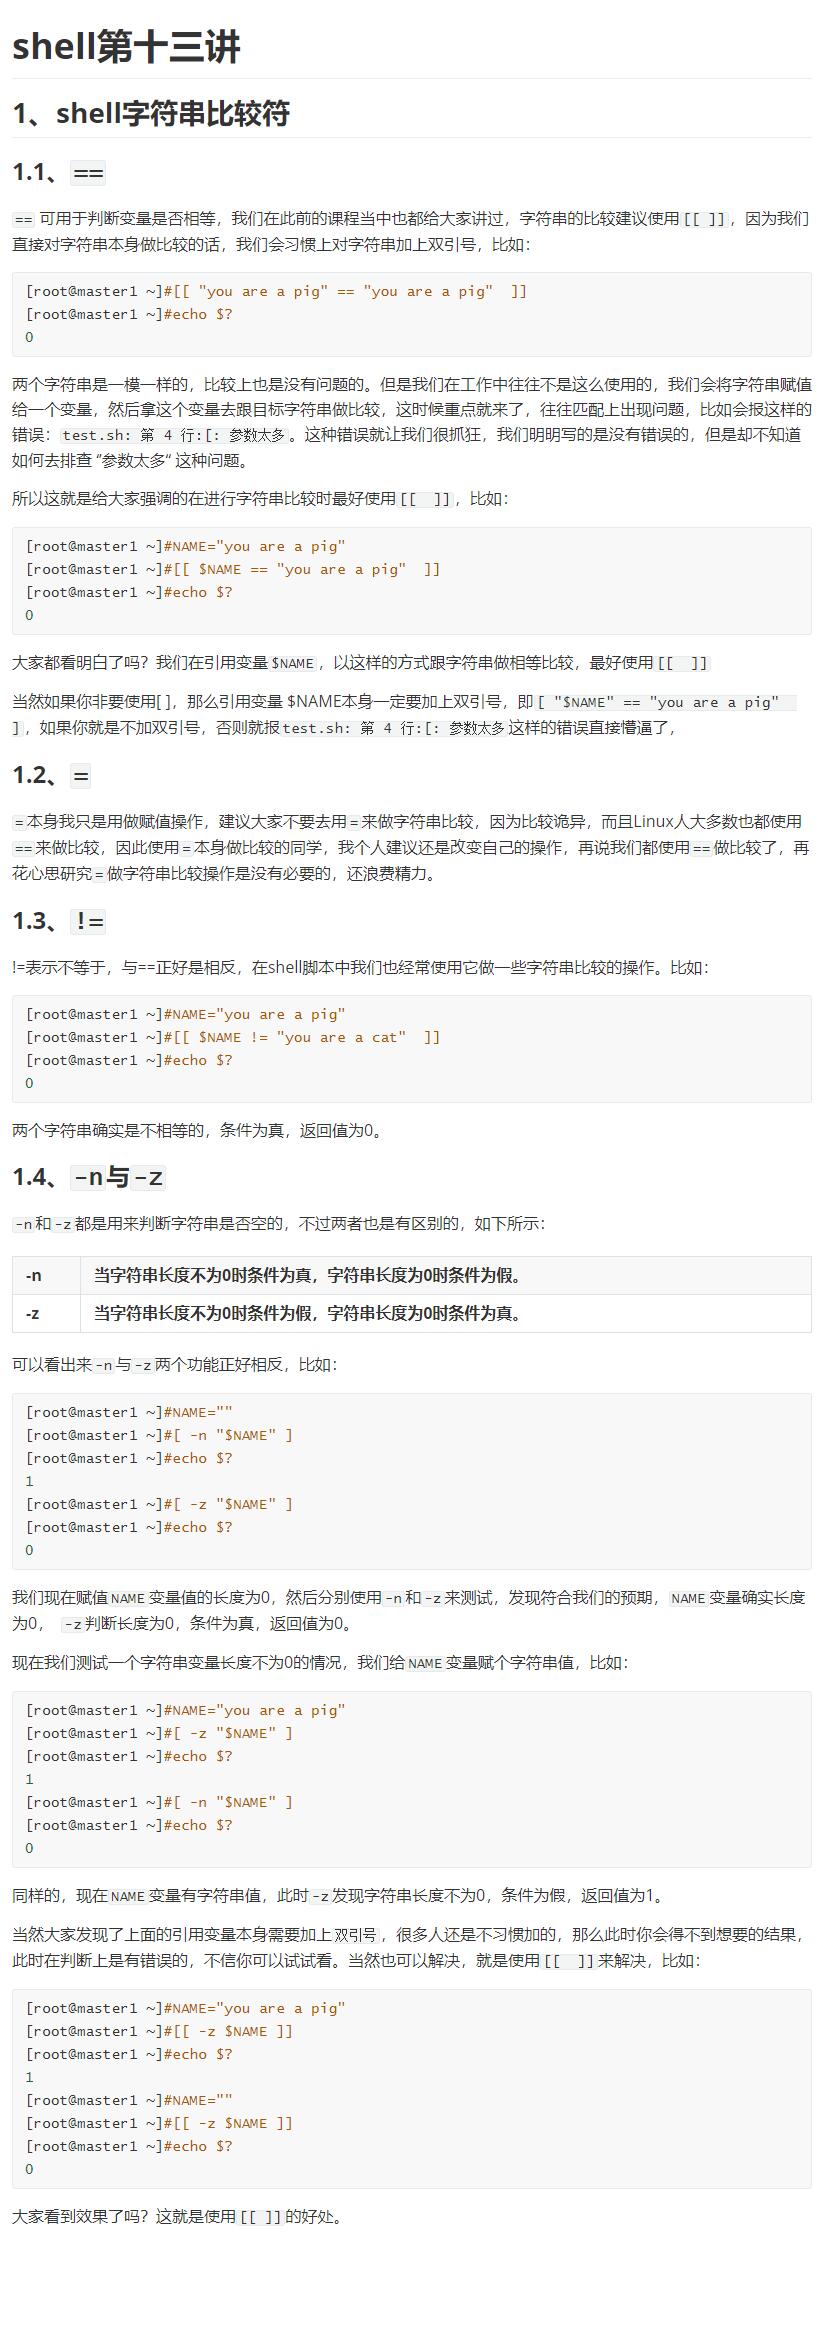 shell第十三讲
1、shell字符串比较符
1.1、==
== 可用于判断变量是否相等，我们在此前的课程当中也都给大家讲过，字符串的比较建议使用[[ ]]，因为我们
直接对字符串本身做比较的话，我们会习惯上对字符串加上双引号，比如：
[root@master1 ~]#[[ "you are a pig" == "you are a pig"  ]]
[root@master1 ~]#echo $?
0
两个字符串是一模一样的，比较上也是没有问题的。但是我们在工作中往往不是这么使用的，我们会将字符串赋值
给一个变量，然后拿这个变量去跟目标字符串做比较，这时候重点就来了，往往匹配上出现问题，比如会报这样的
错误：test.sh: 第 4 行:[: 参数太多。这种错误就让我们很抓狂，我们明明写的是没有错误的，但是却不知道
如何去排查 “参数太多“ 这种问题。
所以这就是给大家强调的在进行字符串比较时最好使用[[  ]]，比如：
[root@master1 ~]#NAME="you are a pig"
[root@master1 ~]#[[ $NAME == "you are a pig"  ]]
[root@master1 ~]#echo $?
0
大家都看明白了吗？我们在引用变量$NAME，以这样的方式跟字符串做相等比较，最好使用[[  ]]
当然如果你非要使用[ ]，那么引用变量 $NAME本身一定要加上双引号，即[ "$NAME" == "you are a pig"
]，如果你就是不加双引号，否则就报test.sh: 第 4 行:[: 参数太多这样的错误直接懵逼了，
1.2、=
=本身我只是用做赋值操作，建议大家不要去用=来做字符串比较，因为比较诡异，而且Linux人大多数也都使用
==来做比较，因此使用=本身做比较的同学，我个人建议还是改变自己的操作，再说我们都使用==做比较了，再
花心思研究=做字符串比较操作是没有必要的，还浪费精力。
1.3、!=
!=表示不等于，与==正好是相反，在shell脚本中我们也经常使用它做一些字符串比较的操作。比如：
[root@master1 ~]#NAME="you are a pig"
[root@master1 ~]#[[ $NAME != "you are a cat"  ]]
[root@master1 ~]#echo $?
0
两个字符串确实是不相等的，条件为真，返回值为0。
1.4、-n与-z
-n和-z都是用来判断字符串是否空的，不过两者也是有区别的，如下所示：
-n 当字符串长度不为0时条件为真，字符串长度为0时条件为假。
-z 当字符串长度不为0时条件为假，字符串长度为0时条件为真。
可以看出来-n与-z两个功能正好相反，比如：
[root@master1 ~]#NAME=""
[root@master1 ~]#[ -n "$NAME" ]
[root@master1 ~]#echo $?
1
[root@master1 ~]#[ -z "$NAME" ]
[root@master1 ~]#echo $?
0
我们现在赋值NAME变量值的长度为0，然后分别使用-n和-z来测试，发现符合我们的预期，NAME变量确实长度
为0， -z判断长度为0，条件为真，返回值为0。
现在我们测试一个字符串变量长度不为0的情况，我们给NAME变量赋个字符串值，比如：
[root@master1 ~]#NAME="you are a pig"
[root@master1 ~]#[ -z "$NAME" ]
[root@master1 ~]#echo $?
1
[root@master1 ~]#[ -n "$NAME" ]
[root@master1 ~]#echo $?
0
同样的，现在NAME变量有字符串值，此时-z发现字符串长度不为0，条件为假，返回值为1。
当然大家发现了上面的引用变量本身需要加上双引号，很多人还是不习惯加的，那么此时你会得不到想要的结果，
此时在判断上是有错误的，不信你可以试试看。当然也可以解决，就是使用[[  ]]来解决，比如：
[root@master1 ~]#NAME="you are a pig"
[root@master1 ~]#[[ -z $NAME ]]
[root@master1 ~]#echo $?
1
[root@master1 ~]#NAME=""
[root@master1 ~]#[[ -z $NAME ]]
[root@master1 ~]#echo $?
0
大家看到效果了吗？这就是使用[[ ]]的好处。